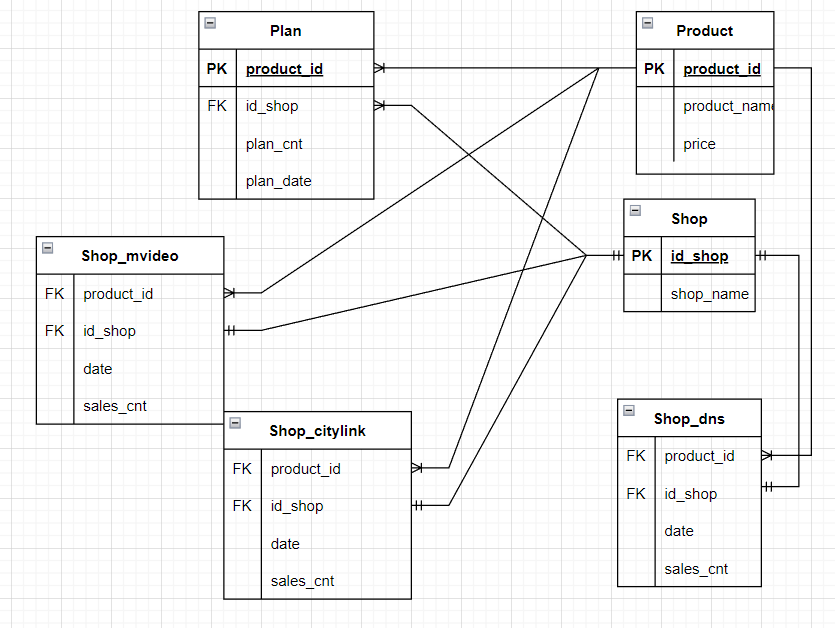 Plan
PK product_id
FK id_shop
plan_cnt
plan_date
Product
PK product_id
product_name
price
Shop
PK id_shop
shop_name
Shop_mvideo
FK product_id
FK id_shop
date
sales_cnt
Shop_citylink
FK product_id
FK id_shop
date
sales_cnt
Shop_dns
FK product_id
FK id_shop
date
sales_cnt